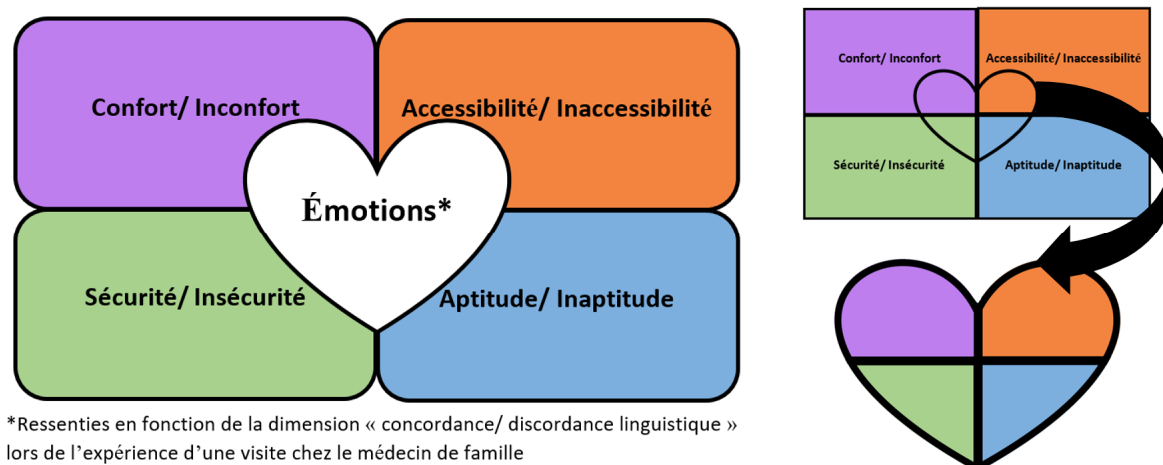 Confort/ Inconfort
Accessibilité/ Inaccessibilité
Émotions*
Sécurité/ Insécurité
Aptitude/ Inaptitude
*Ressenties en fonction de la dimension « concordance/ discordance linguistique »
lors de l’expérience d’une visite chez le médecin de famille
Confort/ Inconfort
Accessibilité/ Inaccessibilité
Sécurité/ Insécurité
Aptitude/ Inaptitude